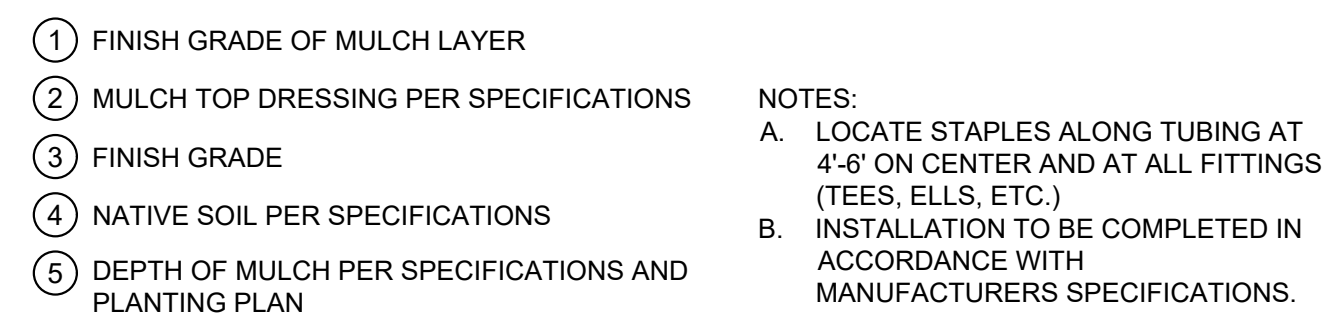 1 FINISH GRADE OF MULCH LAYER
2 MULCH TOP DRESSING PER SPECIFICATIONS
3 FINISH GRADE
4 NATIVE SOIL PER SPECIFICATIONS
5 DEPTH OF MULCH PER SPECIFICATIONS AND
PLANTING PLAN
NOTES:
A. LOCATE STAPLES ALONG TUBING AT
4'-6' ON CENTER AND AT ALL FITTINGS
(TEES, ELLS, ETC.)
B. INSTALLATION TO BE COMPLETED IN
ACCORDANCE WITH
MANUFACTURERS SPECIFICATIONS.